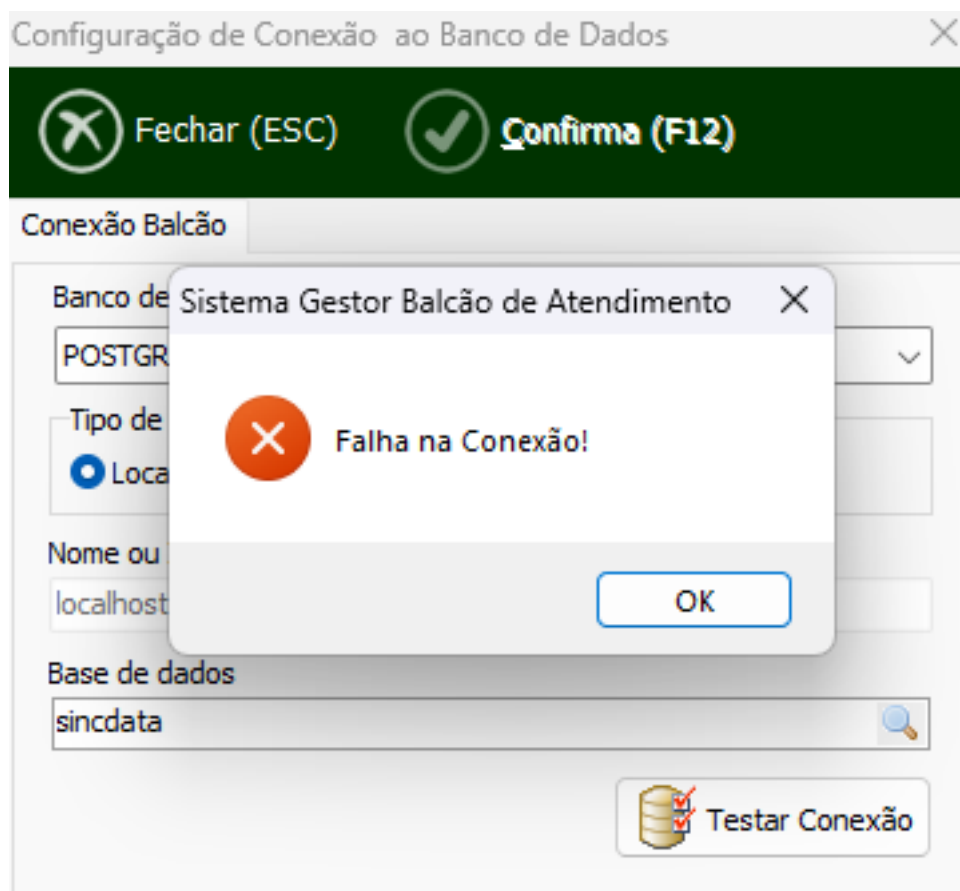 Configuração de Conexão ao Banco de Dados
Fechar (ESC) Confirma (F12)
Conexão Balcão
Banco de
Sistema Gestor Balcão de Atendimento
POSTGR
Tipo de
Falha na Conexão!
Loca
Nome ou
localhost
OK
Base de dados
sincdata
Testar Conexão